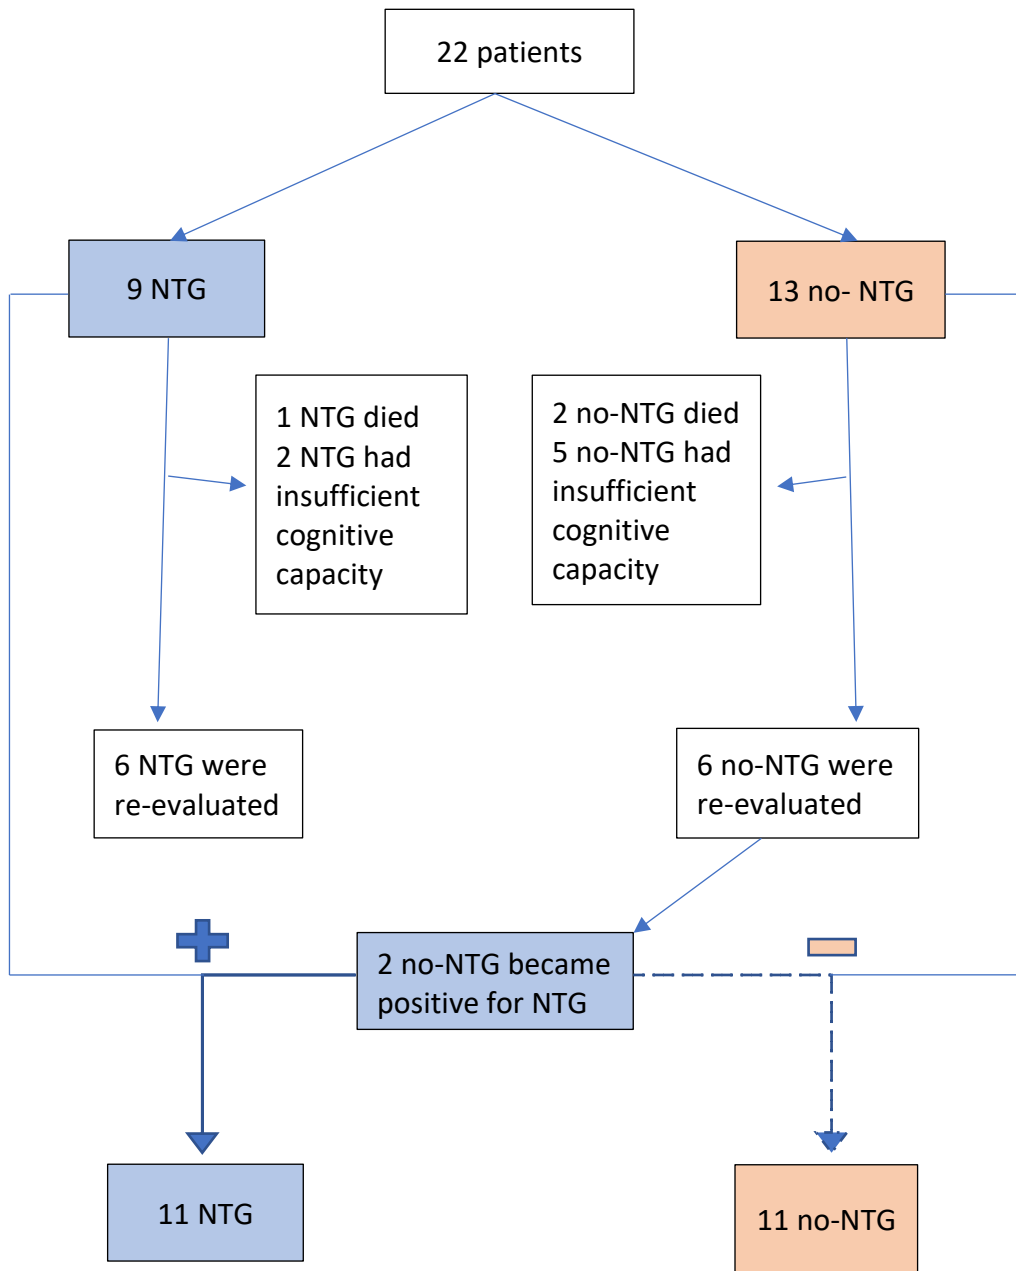 22 patients
9 NTG
13 no- NTG
1 NTG died
2 NTG had
insufficient
cognitive
capacity
2 no-NTG died
5 no-NTG had
insufficient
cognitive
capacity
6 NTG were
re-evaluated
6 no-NTG were
re-evaluated
2 no-NTG became
positive for NTG
11 NTG
11 no-NTG